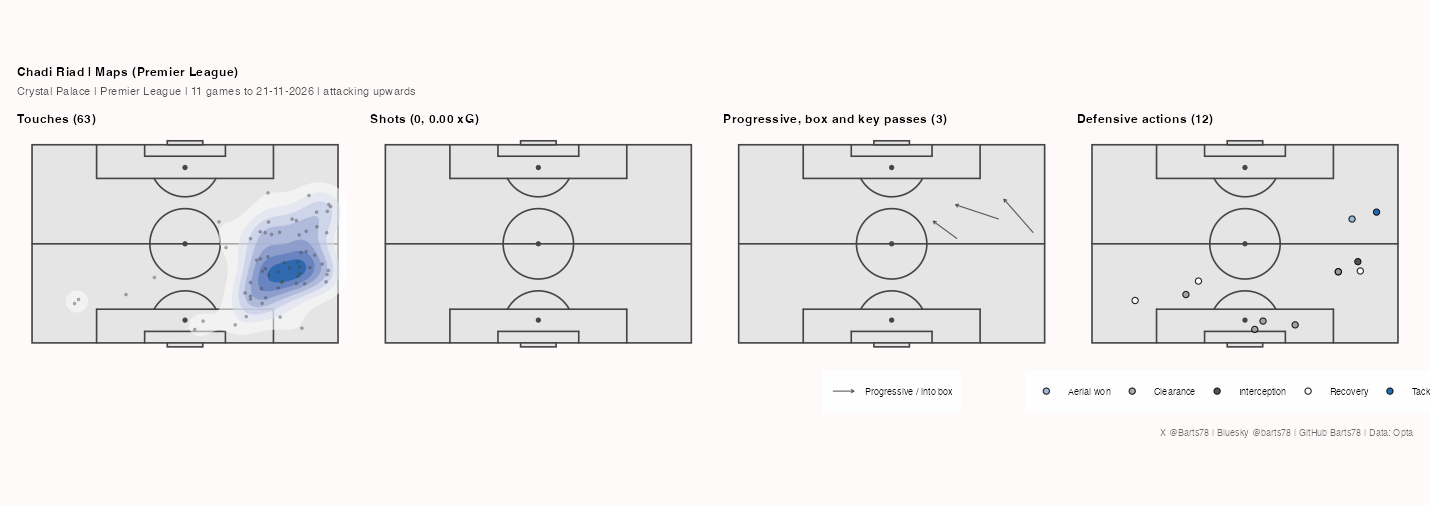 Chadi Riad | Maps (Premier League)
Crystal Palace | Premier League | 11 games to 21-11-2026 | attacking upwards
Touches (63)
Shots (0, 0.00 xG)
Progressive, box and key passes (3)
Defensive actions (12)
Progressive / into box
Aerial won
Clearance
Interception
Recovery
Tack
X @Barts78 | Bluesky @barts78 | GitHub Barts78 | Data: Opta